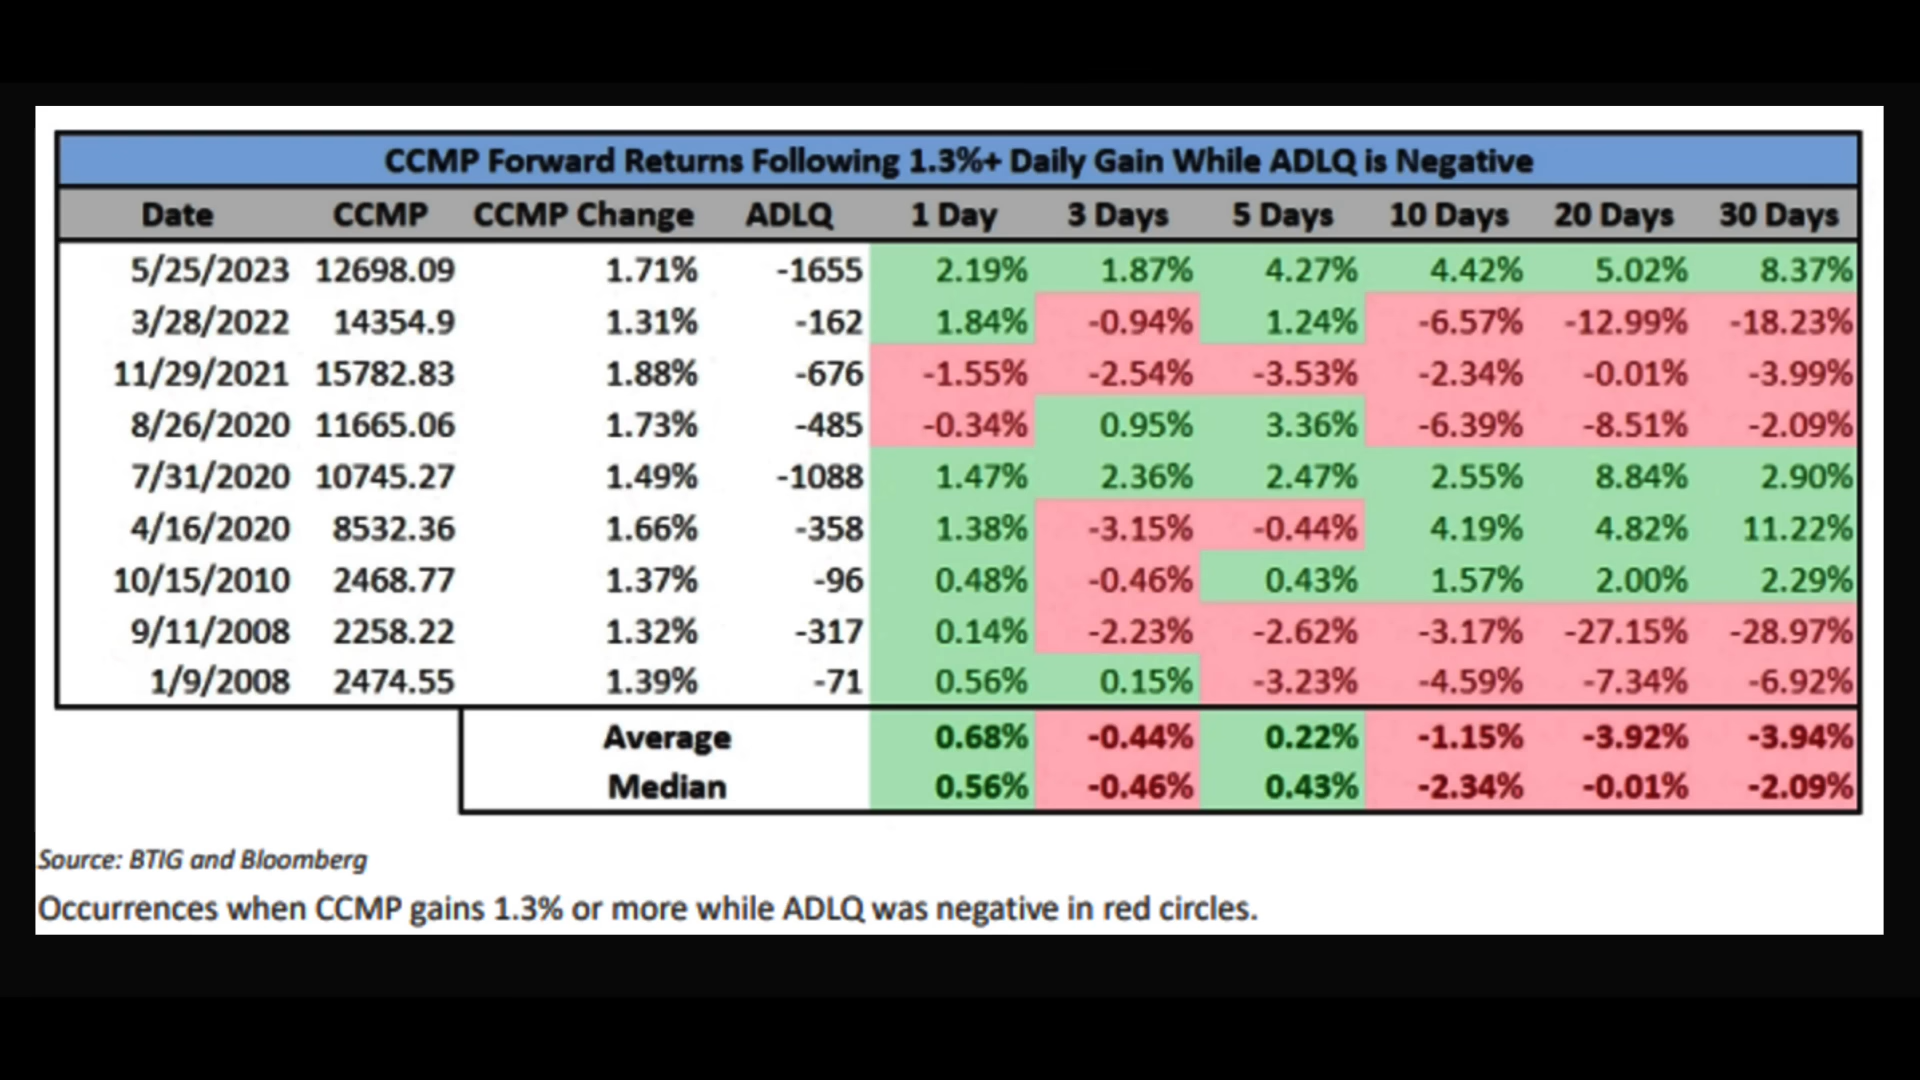 CCMP Forward Returns Following 1.3%+ Daily Gain While ADLQ is Negative
Date CCMP CCMP Change ADLQ 1 Day 3 Days 5 Days 10 Days 20 Days 30 Days
5/25/2023 12698.09 1.71% -1655 2.19% 1.87% 4.27% 4.42% 5.02% 8.37%
3/28/2022 14354.9 1.31% -162 1.84% -0.94% 1.24% -6.57% -12.99% -18.23%
11/29/2021 15782.83 1.88% -676 -1.55% -2.54% -3.53% -2.34% -0.01% -3.99%
8/26/2020 11665.06 1.73% -485 -0.34% 0.95% 3.36% -6.39% -8.51% -2.09%
7/31/2020 10745.27 1.49% -1088 1.47% 2.36% 2.47% 2.55% 8.84% 2.90%
4/16/2020 8532.36 1.66% -358 1.38% -3.15% -0.44% 4.19% 4.82% 11.22%
10/15/2010 2468.77 1.37% -96 0.48% -0.46% 0.43% 1.57% 2.00% 2.29%
9/11/2008 2258.22 1.32% -317 0.14% -2.23% -2.62% -3.17% -27.15% -28.97%
1/9/2008 2474.55 1.39% -71 0.56% 0.15% -3.23% -4.59% -7.34% -6.92%
Average 0.68% -0.44% 0.22% -1.15% -3.92% -3.94%
Median 0.56% -0.46% 0.43% -2.34% -0.01% -2.09%
Source: BTIG and Bloomberg
Occurrences when CCMP gains 1.3% or more while ADLQ was negative in red circles.